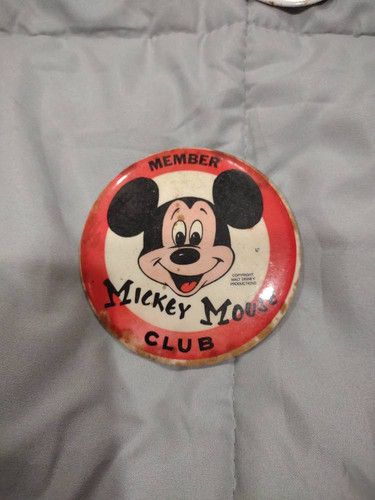 MEMBER
COPYRIGHT
WALT DISNEY
PRODUCTIONS
MICKEY MOUSE
CLUB